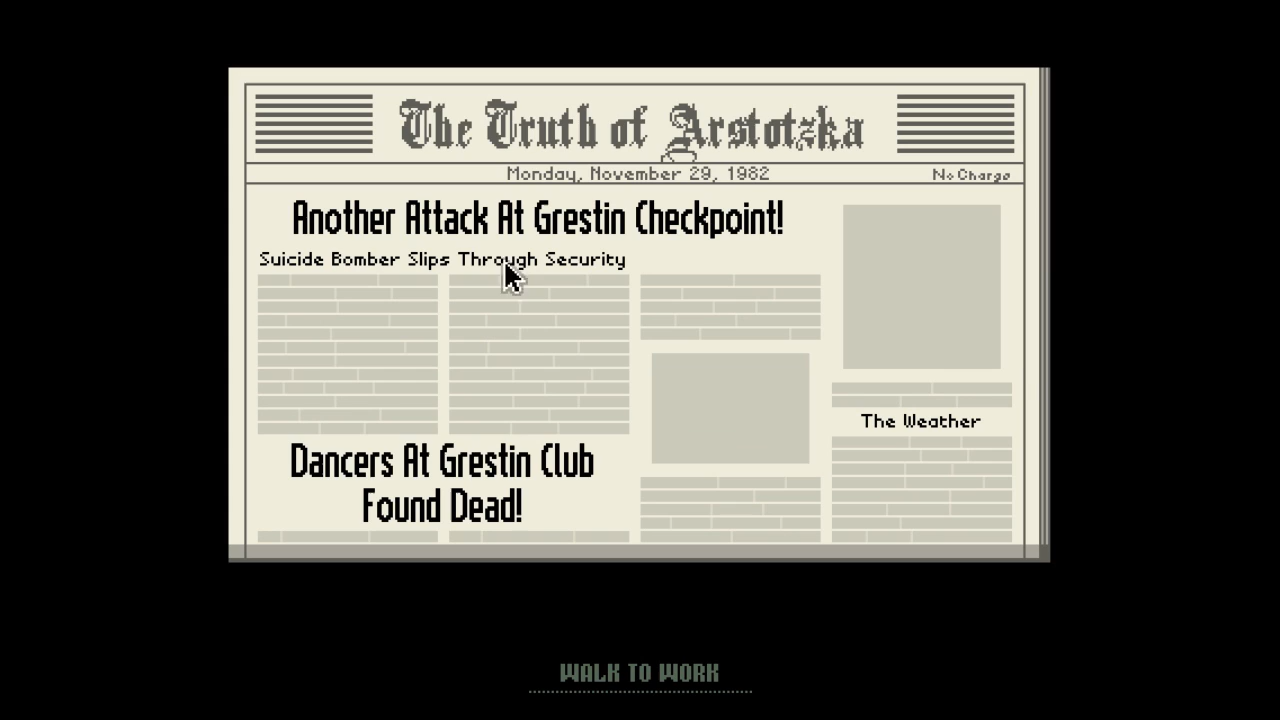 The Truth of Arstotzka
Monday, November 29, 1982
No Charge
Another Attack At Grestin Checkpoint!
Suicide Bomber Slips Through Security
The Weather
Dancers At Grestin Club
Found Dead!
WALK TO WORK